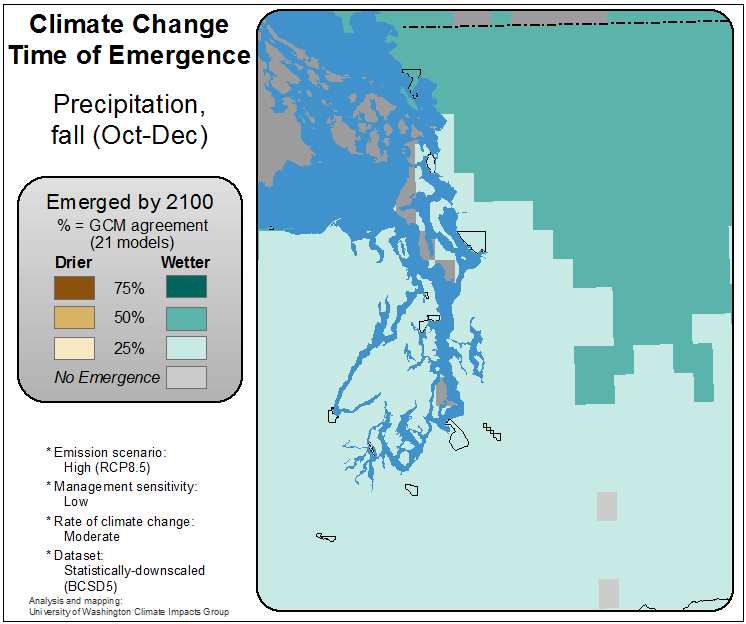 Climate Change
Time of Emergence
Precipitation,
fall (Oct-Dec)
Emerged by 2100
% = GCM agreement
(21 models)
Drier Wetter
75%
50%
25%
No Emergence
* Emission scenario:
High (RCP8.5)
* Management sensitivity:
Low
* Rate of climate change:
Moderate
* Dataset:
Statistically-downscaled
(BCSD5)
Analysis and mapping:
University of Washington Climate Impacts Group